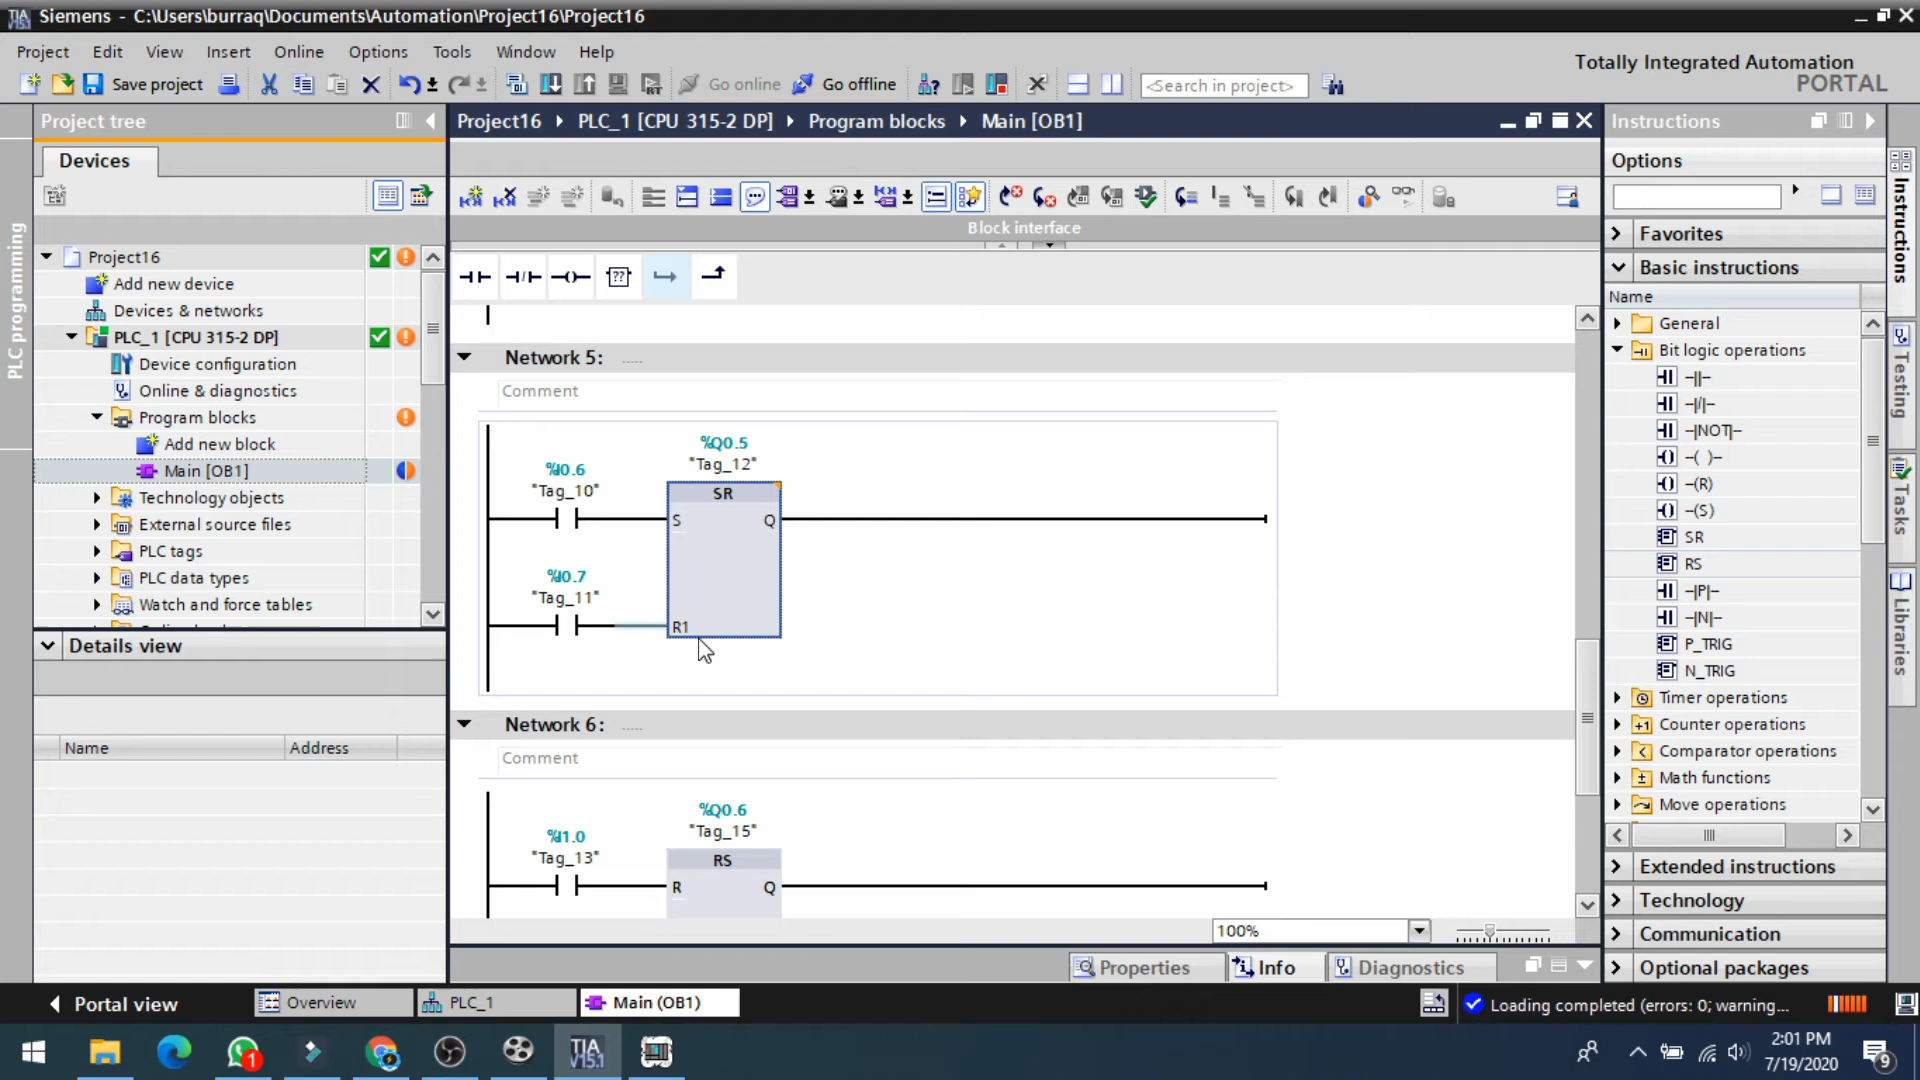 TIA V15.1 Siemens - C:\Users\burraq\Documents\Automation\Project16\Project16
Project Edit View Insert Online Options Tools Window Help
Totally Integrated Automation
PORTAL
Save project Go online Go offline <Search in project>
Project tree
Project16 PLC_1 [CPU 315-2 DP] Program blocks Main [OB1]
Instructions
Devices
Options
Block interface
PLC programming
Project16
Add new device
Devices & networks
PLC_1 [CPU 315-2 DP]
Device configuration
Online & diagnostics
Program blocks
Add new block
Main [OB1]
Technology objects
External source files
PLC tags
PLC data types
Watch and force tables
Details view
Name Address
??
Network 5: .....
Comment
%Q0.5
"Tag_12"
%I0.6
"Tag_10"
SR
S Q
%I0.7
"Tag_11"
R1
Network 6: .....
Comment
%Q0.6
"Tag_15"
%I1.0
"Tag_13"
RS
R Q
100%
Properties Info Diagnostics
Favorites
Basic instructions
Name
General
Bit logic operations
-||-
-|/|-
-|NOT|-
-( )-
-(R)
-(S)
SR
RS
-|P|-
-|N|-
P_TRIG
N_TRIG
Timer operations
Counter operations
Comparator operations
Math functions
Move operations
Extended instructions
Technology
Communication
Optional packages
Instructions
Testing
Tasks
Libraries
Portal view Overview PLC_1 Main (OB1) Loading completed (errors: 0; warning...
1
TIA V15.1
2:01 PM
7/19/2020
9